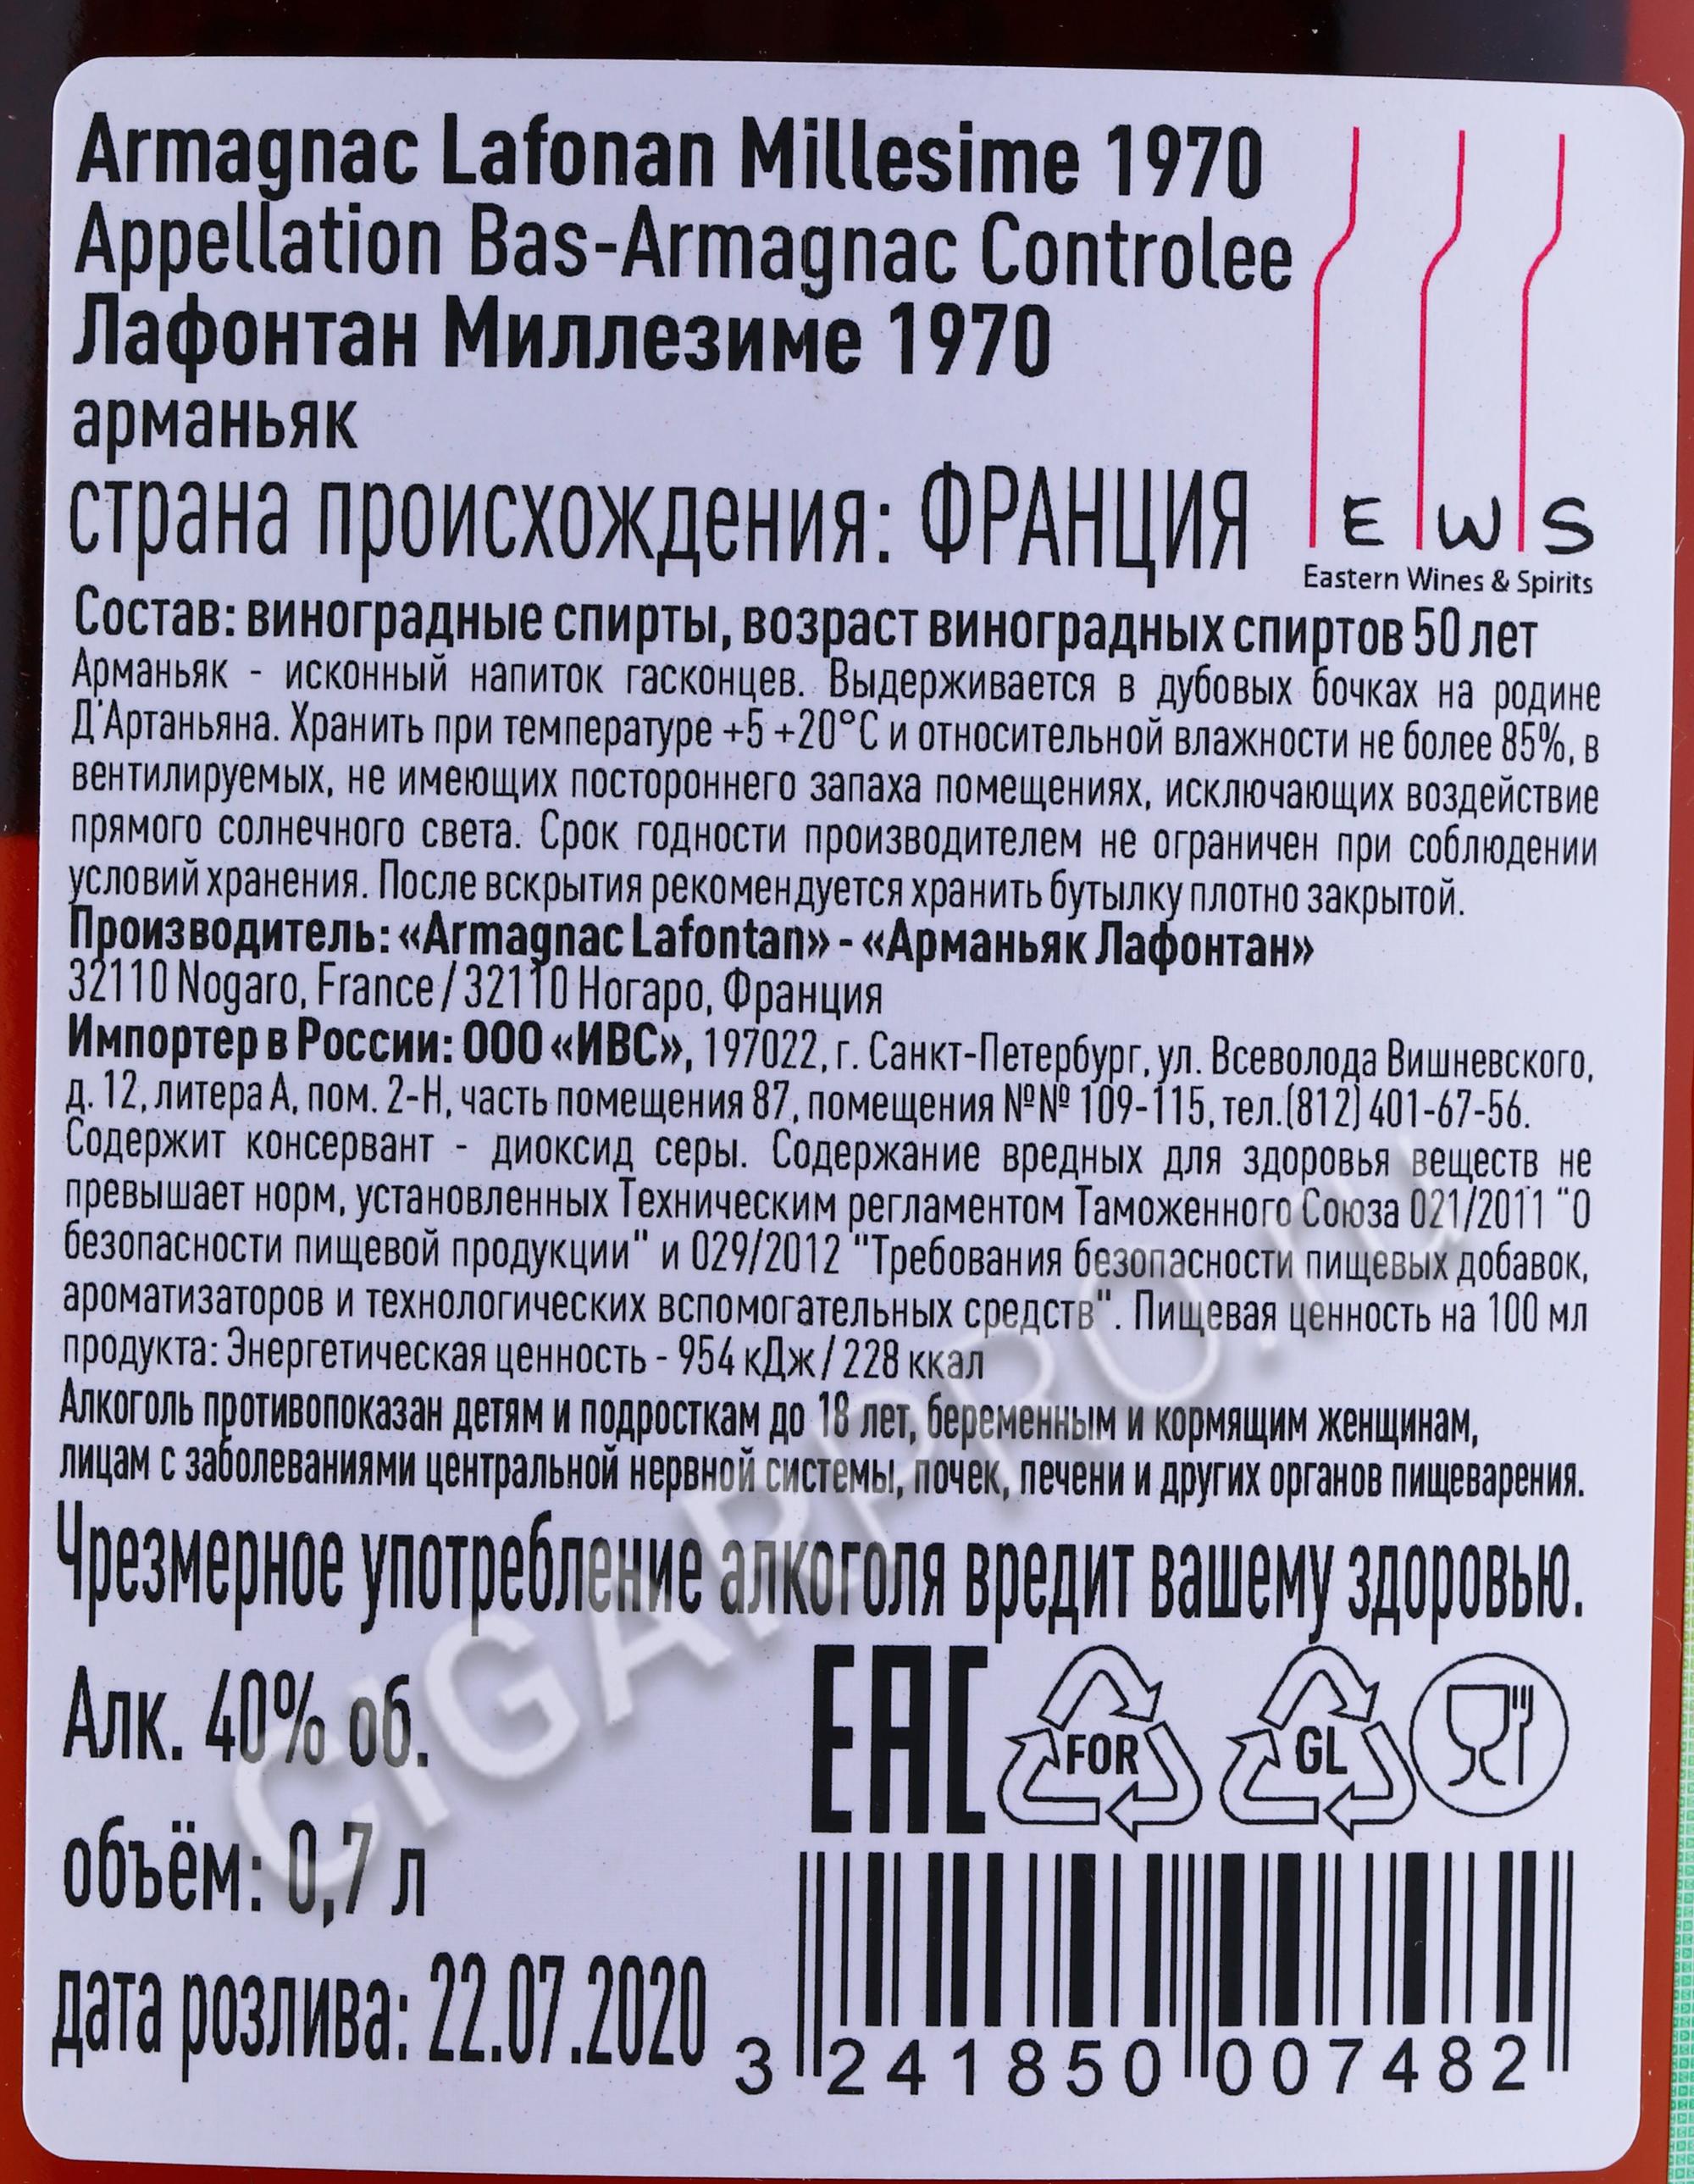 Armagnac Lafonan Millesime 1970
Appellation Bas-Armagnac Controlee
Лафонтан Миллезиме 1970
арманьяк
страна происхождения: ФРАНЦИЯ
E W S
Eastern Wines & Spirits
Состав: виноградные спирты, возраст виноградных спиртов 50 лет
Арманьяк - исконный напиток гасконцев. Выдерживается в дубовых бочках на родине
Д'Артаньяна. Хранить при температуре +5 +20°С и относительной влажности не более 85%, в
вентилируемых, не имеющих постороннего запаха помещениях, исключающих воздействие
прямого солнечного света. Срок годности производителем не ограничен при соблюдении
условий хранения. После вскрытия рекомендуется хранить бутылку плотно закрытой.
Производитель: «Armagnac Lafontan» - «Арманьяк Лафонтан»
32110 Nogaro, France / 32110 Ногаро, Франция
Импортер в России: ООО «ИВС», 197022, г. Санкт-Петербург, ул. Всеволода Вишневского,
д. 12, литера А, пом. 2-Н, часть помещения 87, помещения №№ 109-115, тел.(812) 401-67-56.
Содержит консервант - диоксид серы. Содержание вредных для здоровья веществ не
превышает норм, установленных Техническим регламентом Таможенного Союза 021/2011 "О
безопасности пищевой продукции" и 029/2012 "Требования безопасности пищевых добавок,
ароматизаторов и технологических вспомогательных средств". Пищевая ценность на 100 мл
продукта: Энергетическая ценность - 954 кДж / 228 ккал
Алкоголь противопоказан детям и подросткам до 18 лет, беременным и кормящим женщинам,
лицам с заболеваниями центральной нервной системы, почек, печени и других органов пищеварения.
Чрезмерное употребление алкоголя вредит вашему здоровью.
Алк. 40% об.
EAC
FOR
GL
объём: 0,7 л
дата розлива: 22.07.2020
3 241850 007482
CIGARPRO.ru